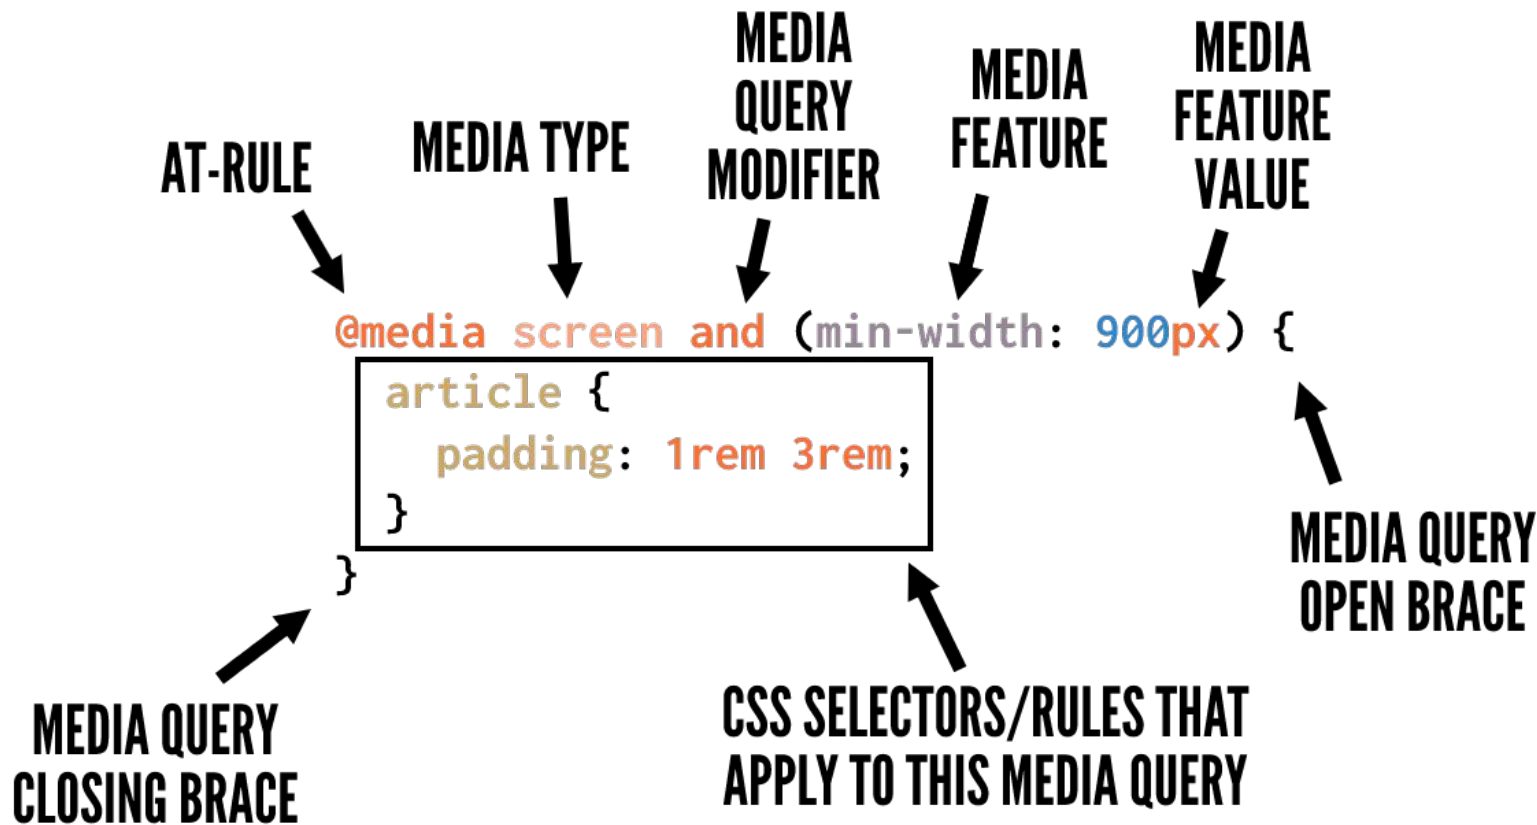 AT-RULE
MEDIA TYPE
MEDIA
QUERY
MODIFIER
MEDIA
FEATURE
MEDIA
FEATURE
VALUE
@media screen and (min-width: 900px) {
article {
padding: 1rem 3rem;
}
}
MEDIA QUERY
OPEN BRACE
MEDIA QUERY
CLOSING BRACE
CSS SELECTORS/RULES THAT
APPLY TO THIS MEDIA QUERY